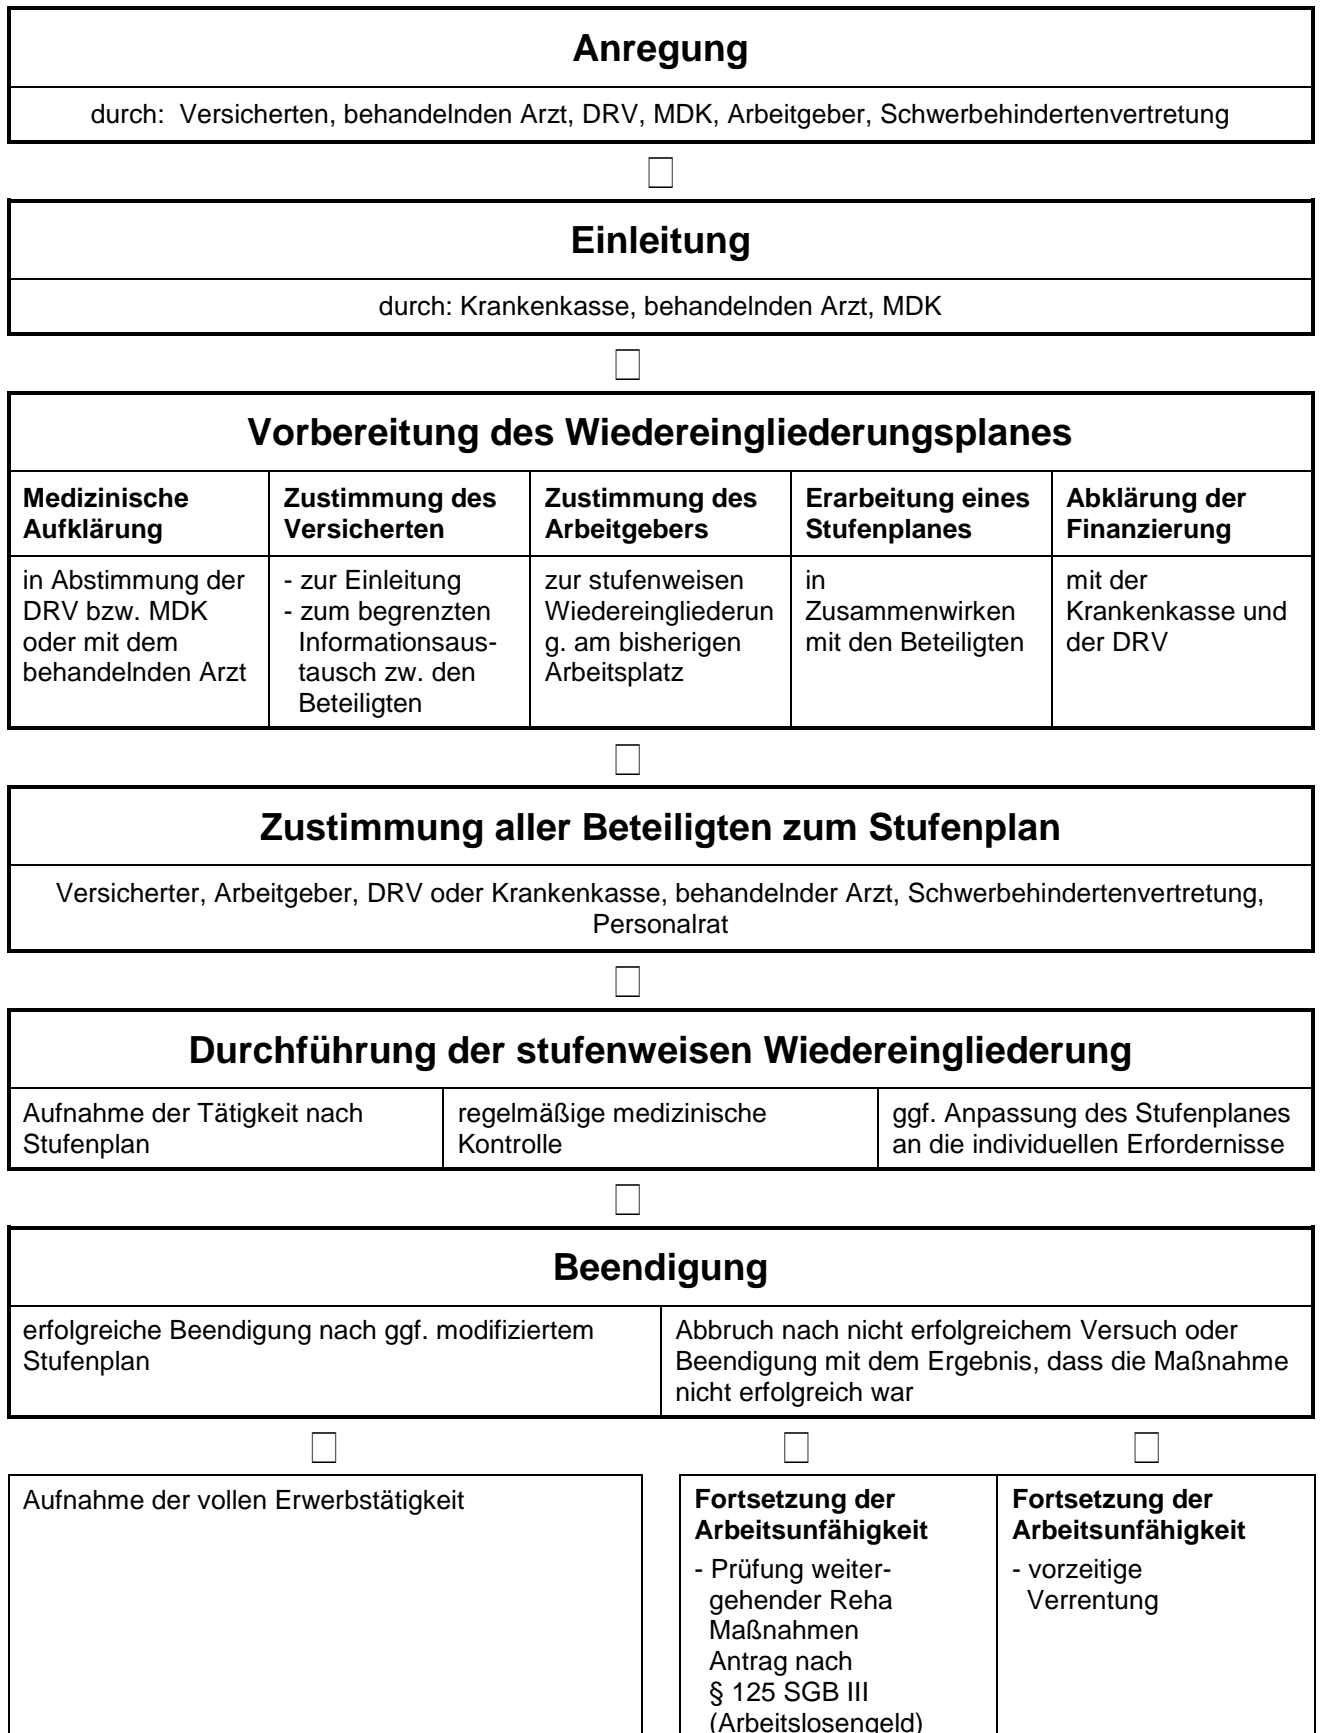 Anregung
durch: Versicherten, behandelnden Arzt, DRV, MDK, Arbeitgeber, Schwerbehindertenvertretung
Einleitung
durch: Krankenkasse, behandelnden Arzt, MDK
Vorbereitung des Wiedereingliederungsplanes
Medizinische
Aufklärung
Zustimmung des
Versicherten
Zustimmung des
Arbeitgebers
Erarbeitung eines
Stufenplanes
Abklärung der
Finanzierung
in Abstimmung der
DRV bzw. MDK
oder mit dem
behandelnden Arzt
- zur Einleitung
- zum begrenzten
Informationsaus-
tausch zw. den
Beteiligten
zur stufenweisen
Wiedereingliederun
g. am bisherigen
Arbeitsplatz
in
Zusammenwirken
mit den Beteiligten
mit der
Krankenkasse und
der DRV
Zustimmung aller Beteiligten zum Stufenplan
Versicherter, Arbeitgeber, DRV oder Krankenkasse, behandelnder Arzt, Schwerbehindertenvertretung,
Personalrat
Durchführung der stufenweisen Wiedereingliederung
Aufnahme der Tätigkeit nach
Stufenplan
regelmäßige medizinische
Kontrolle
ggf. Anpassung des Stufenplanes
an die individuellen Erfordernisse
Beendigung
erfolgreiche Beendigung nach ggf. modifiziertem
Stufenplan
Abbruch nach nicht erfolgreichem Versuch oder
Beendigung mit dem Ergebnis, dass die Maßnahme
nicht erfolgreich war
Aufnahme der vollen Erwerbstätigkeit
Fortsetzung der
Arbeitsunfähigkeit
- Prüfung weiter-
gehender Reha
Maßnahmen
Antrag nach
§ 125 SGB III
(Arbeitslosengeld)
Fortsetzung der
Arbeitsunfähigkeit
- vorzeitige
Verrentung